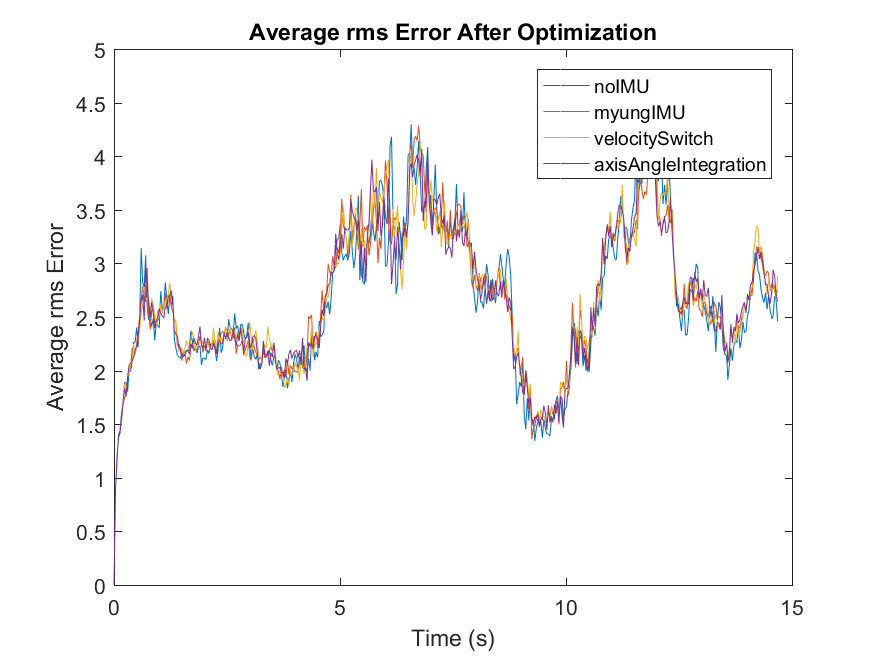 Average rms Error After Optimization
5
4.5
4
3.5
3
2.5
2
1.5
1
0.5
0
Average rms Error
noIMU
myungIMU
velocitySwitch
axisAngleIntegration
0
5
10
15
Time (s)